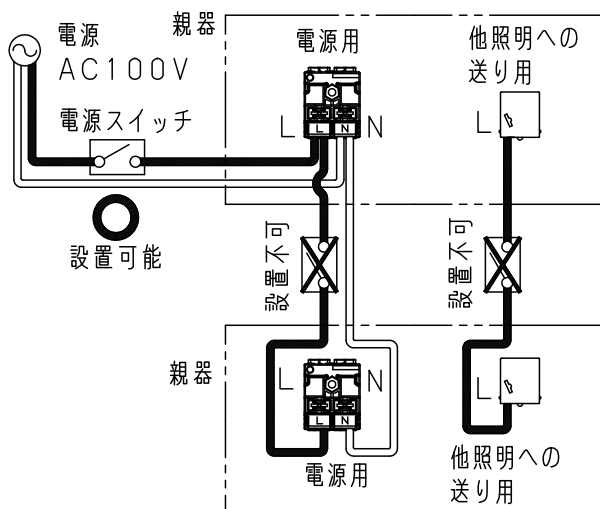 電源
AC100V
親器
電源用
他照明への
送り用
電源スイッチ
L
L N
N
L
設置可能
設置不可
設置不可
親器
L
L N
N
L
電源用
他照明への
送り用